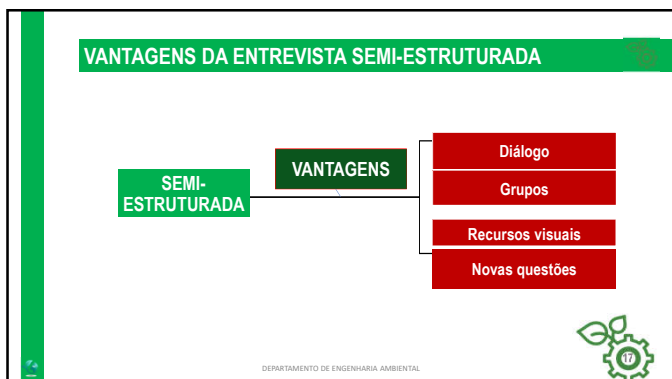 VANTAGENS DA ENTREVISTA SEMI-ESTRUTURADA
SEMI-
ESTRUTURADA
VANTAGENS
Diálogo
Grupos
Recursos visuais
Novas questões
DEPARTAMENTO DE ENGENHARIA AMBIENTAL
17